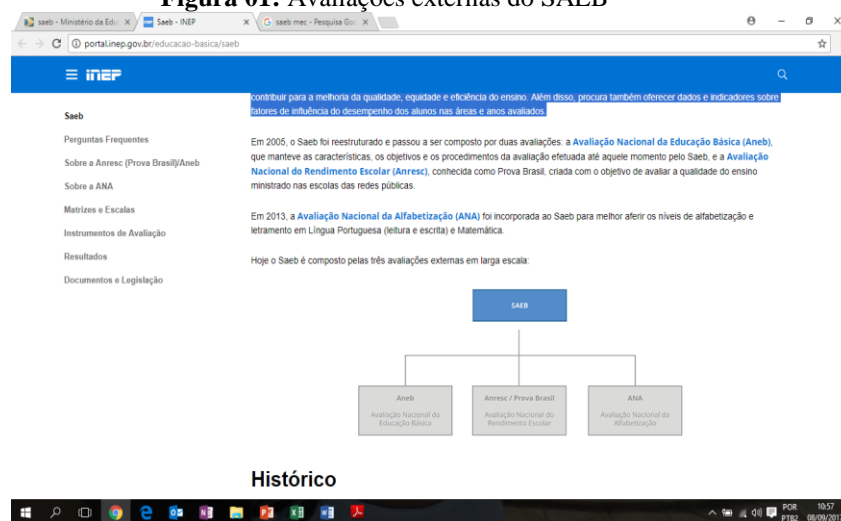 Figura 01: Avaliações externas do SAEB
saeb - Ministério da Edu
Saeb - INEP
saeb mec - Pesquisa Goo
portal.inep.gov.br/educacao-basica/saeb
inep
contribuir para a melhoria da qualidade, equidade e eficiência do ensino. Além disso, procura também oferecer dados e indicadores sobre
fatores de influência do desempenho dos alunos nas áreas e anos avaliados.
Saeb
Perguntas Frequentes
Sobre a Anresc (Prova Brasil)/Aneb
Sobre a ANA
Matrizes e Escalas
Instrumentos de Avaliação
Resultados
Documentos e Legislação
Em 2005, o Saeb foi reestruturado e passou a ser composto por duas avaliações: a Avaliação Nacional da Educação Básica (Aneb),
que manteve as características, os objetivos e os procedimentos da avaliação efetuada até aquele momento pelo Saeb, e a Avaliação
Nacional do Rendimento Escolar (Anresc), conhecida como Prova Brasil, criada com o objetivo de avaliar a qualidade do ensino
ministrado nas escolas das redes públicas.
Em 2013, a Avaliação Nacional da Alfabetização (ANA) foi incorporada ao Saeb para melhor aferir os níveis de alfabetização e
letramento em Língua Portuguesa (leitura e escrita) e Matemática.
Hoje o Saeb é composto pelas três avaliações externas em larga escala:
SAEB
Aneb
Avaliação Nacional da
Educação Básica
Anresc / Prova Brasil
Avaliação Nacional do
Rendimento Escolar
ANA
Avaliação Nacional da
Alfabetização
Histórico
POR
PTB2
10:57
08/09/201